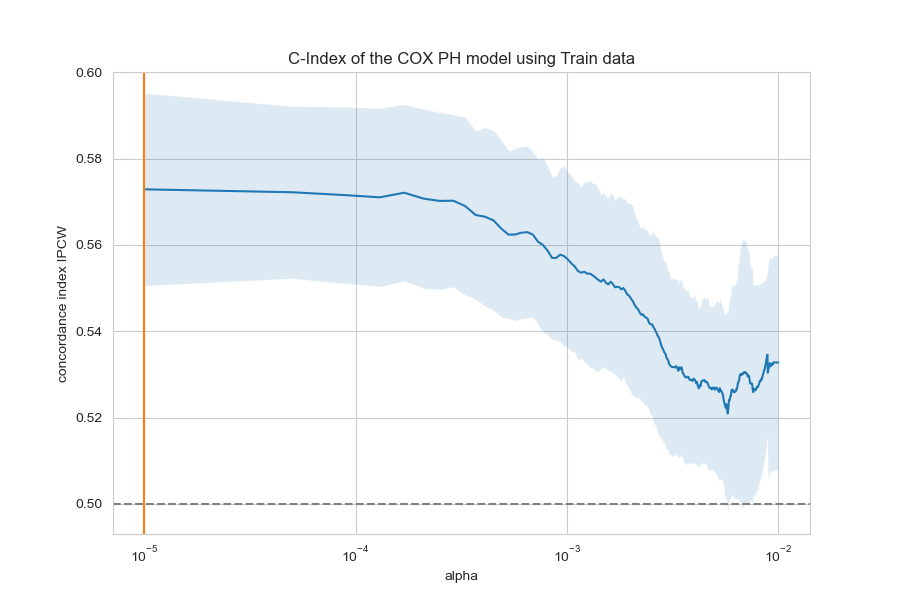 C-Index of the COX PH model using Train data
concordance index IPCW
0.60
0.58
0.56
0.54
0.52
0.50
10⁻⁵ 10⁻⁴ 10⁻³ 10⁻²
alpha